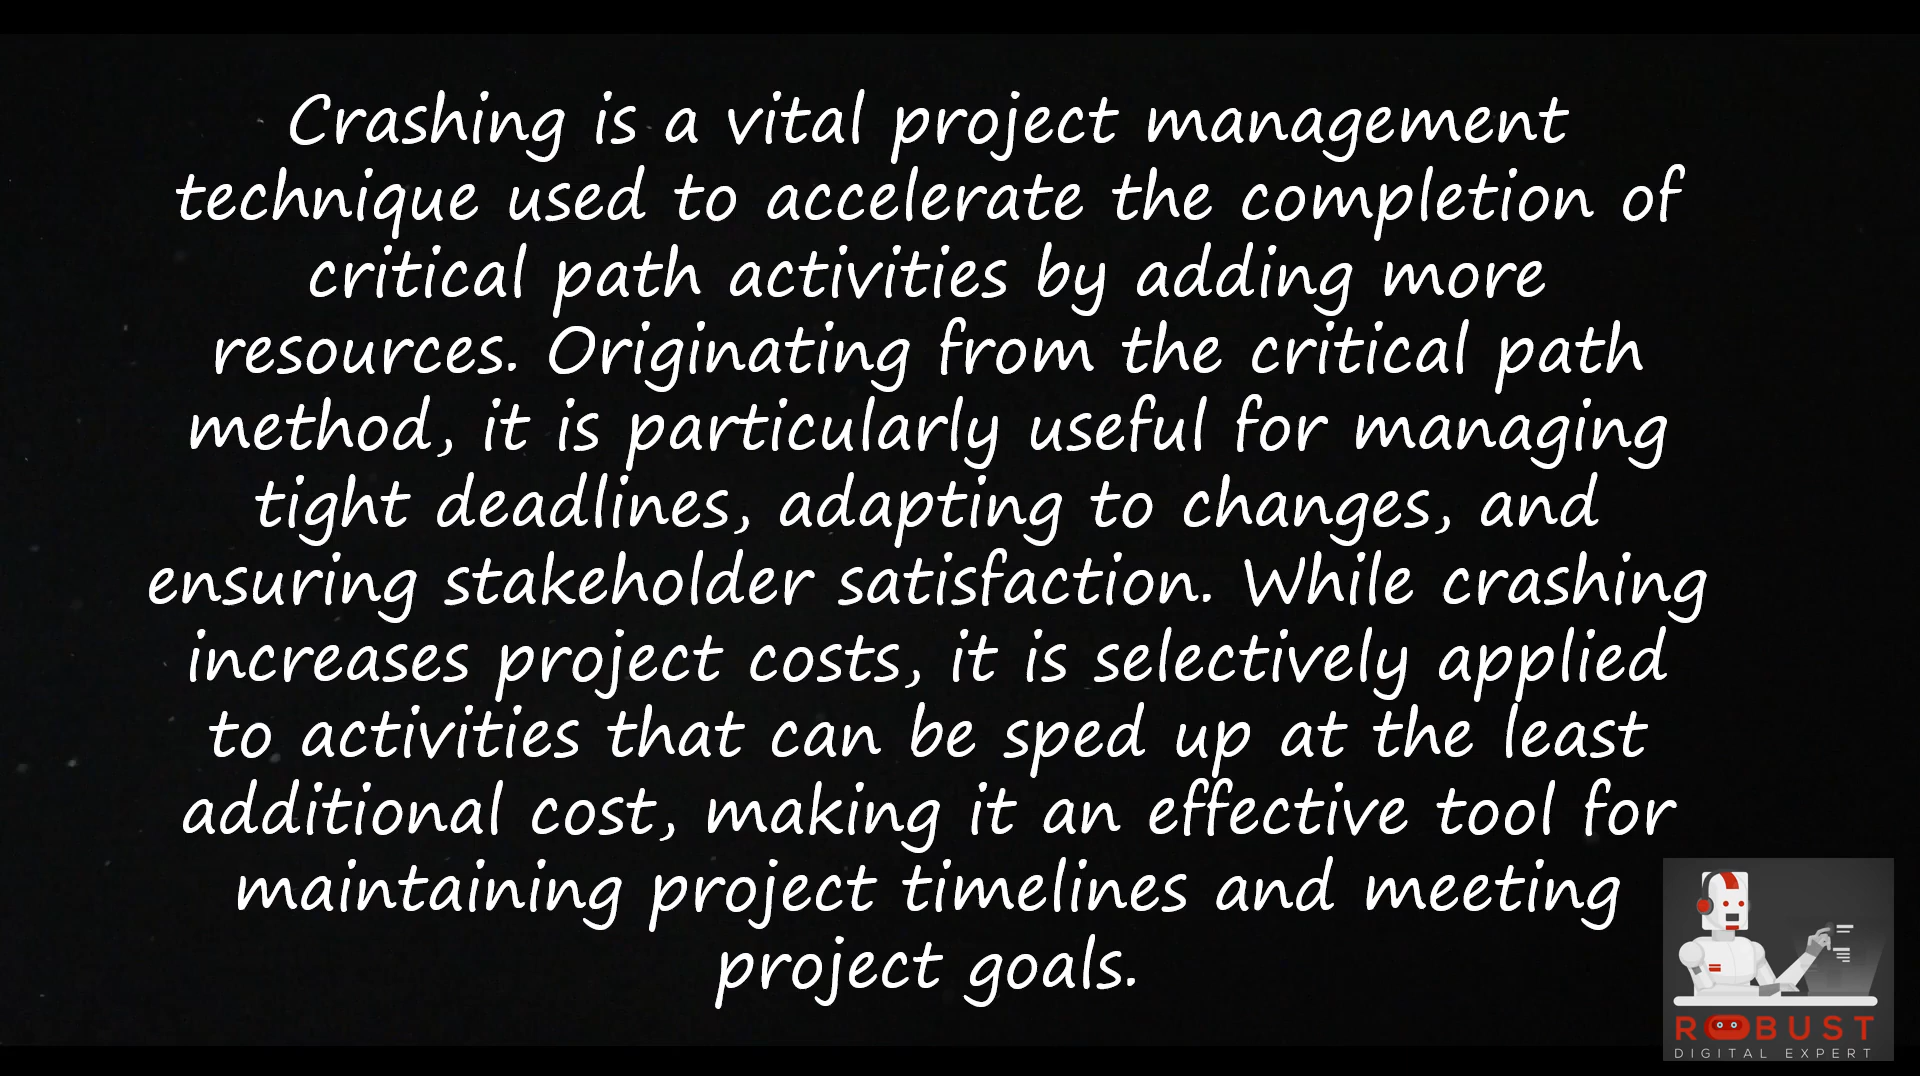 Crashing is a vital project management
technique used to accelerate the completion of
critical path activities by adding more
resources. Originating from the critical path
method, it is particularly useful for managing
tight deadlines, adapting to changes, and
ensuring stakeholder satisfaction. While crashing
increases project costs, it is selectively applied
to activities that can be sped up at the least
additional cost, making it an effective tool for
maintaining project timelines and meeting
project goals.
ROBUST
DIGITAL EXPERT